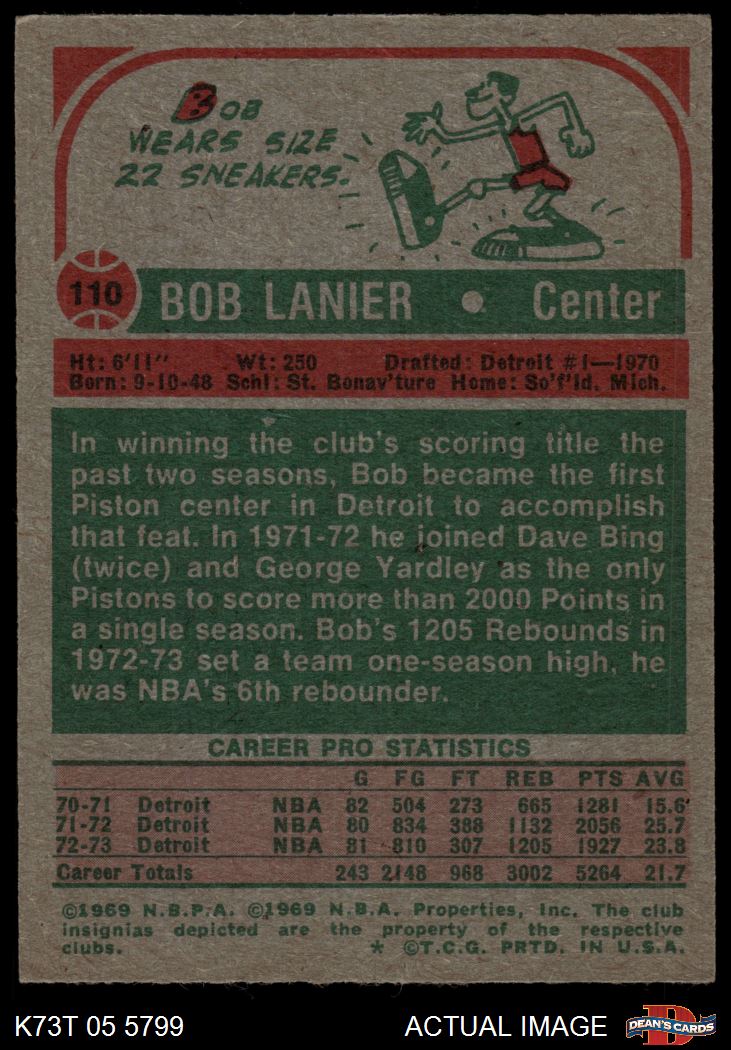 BOB
WEARS SIZE
22 SNEAKERS.
110 BOB LANIER • Center
Ht: 6'11" Wt: 250 Drafted: Detroit #1—1970
Born: 9-10-48 Schl: St. Bonav'ture Home: So'f'ld, Mich.
In winning the club's scoring title the
past two seasons, Bob became the first
Piston center in Detroit to accomplish
that feat. In 1971-72 he joined Dave Bing
(twice) and George Yardley as the only
Pistons to score more than 2000 Points in
a single season. Bob's 1205 Rebounds in
1972-73 set a team one-season high, he
was NBA's 6th rebounder.
CAREER PRO STATISTICS
G FG FT REB PTS AVG
70-71 Detroit NBA 82 504 273 665 1281 15.6
71-72 Detroit NBA 80 834 388 1132 2056 25.7
72-73 Detroit NBA 81 810 307 1205 1927 23.8
Career Totals 243 2148 968 3002 5264 21.7
©1969 N.B.P.A. ©1969 N.B.A. Properties, Inc. The club
insignias depicted are the property of the respective
clubs. * ©T.C.G. PRTD. IN U.S.A.
K73T 05 5799 ACTUAL IMAGE D DEAN'S CARDS